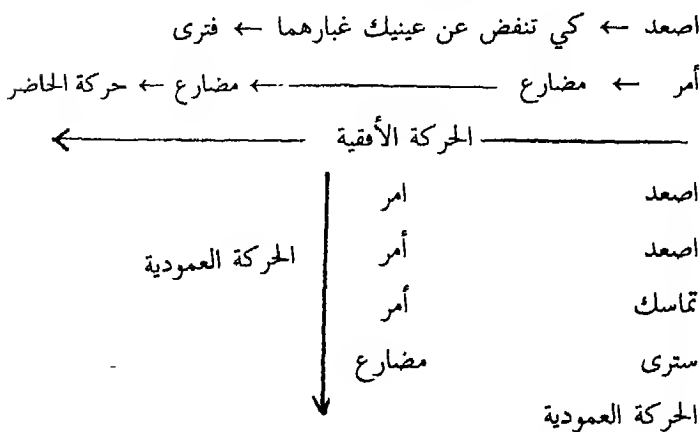 اصعد ← كي تنفض عن عينيك غبارهما ← فترى
أمر ← مضارع ← مضارع ← حركة الحاضر
الحركة الأفقية ←
اصعد امر
اصعد أمر
الحركة العمودية
تماسك أمر
سترى مضارع
الحركة العمودية